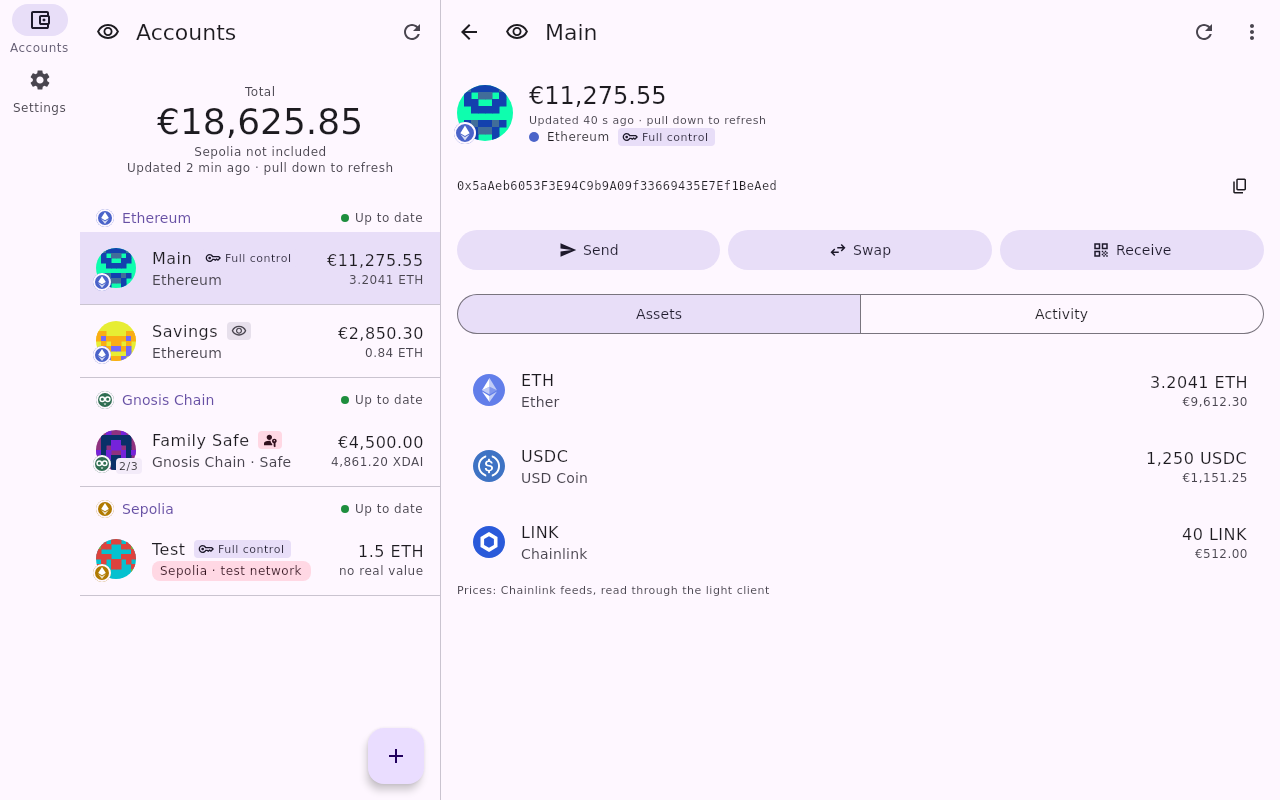 Accounts
Settings
Accounts
Total
€18,625.85
Sepolia not included
Updated 2 min ago · pull down to refresh
Ethereum
Up to date
Main
Full control
€11,275.55
Ethereum
3.2041 ETH
Savings
€2,850.30
Ethereum
0.84 ETH
Gnosis Chain
Up to date
Family Safe
€4,500.00
2/3
Gnosis Chain · Safe
4,861.20 XDAI
Sepolia
Up to date
Test
Full control
1.5 ETH
Sepolia · test network
no real value
+
Main
€11,275.55
Updated 40 s ago · pull down to refresh
Ethereum
Full control
0x5aAeb6053F3E94C9b9A09f33669435E7Ef1BeAed
Send
Swap
Receive
Assets
Activity
ETH
3.2041 ETH
Ether
€9,612.30
USDC
1,250 USDC
USD Coin
€1,151.25
LINK
40 LINK
Chainlink
€512.00
Prices: Chainlink feeds, read through the light client